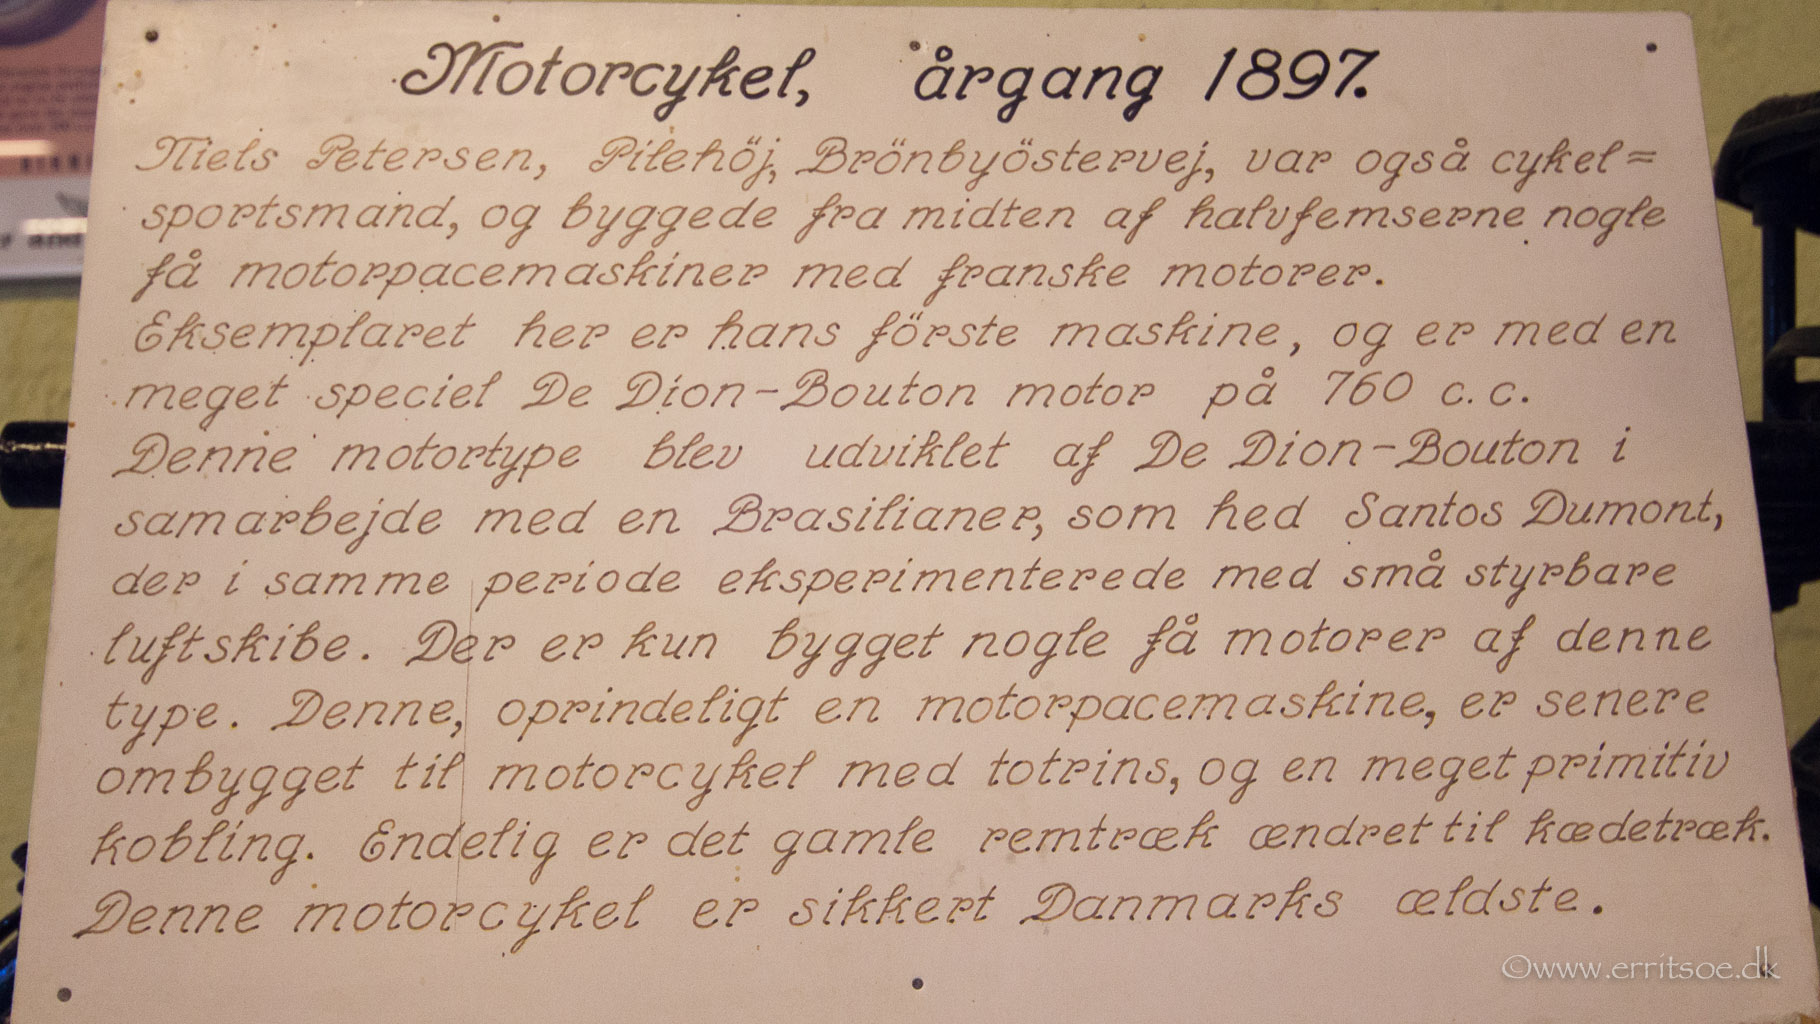 Motorcykel, årgang 1897.
Niels Petersen, Pilehöj, Brönbyöstervej, var også cykel=
sportsmand, og byggede fra midten af halvfemserne nogle
få motorpacemaskiner med franske motorer.
Eksemplaret her er hans förste maskine, og er med en
meget speciel De Dion-Bouton motor på 760 c.c.
Denne motortype blev udviklet af De Dion-Bouton i
samarbejde med en Brasilianer, som hed Santos Dumont,
der i samme periode eksperimenterede med små styrbare
luftskibe. Der er kun bygget nogle få motorer af denne
type. Denne, oprindeligt en motorpacemaskine, er senere
ombygget til motorcykel med totrins, og en meget primitiv
kobling. Endelig er det gamle remtræk ændret til kædetræk.
Denne motorcykel er sikkert Danmarks ældste.
©www.erritsoe.dk